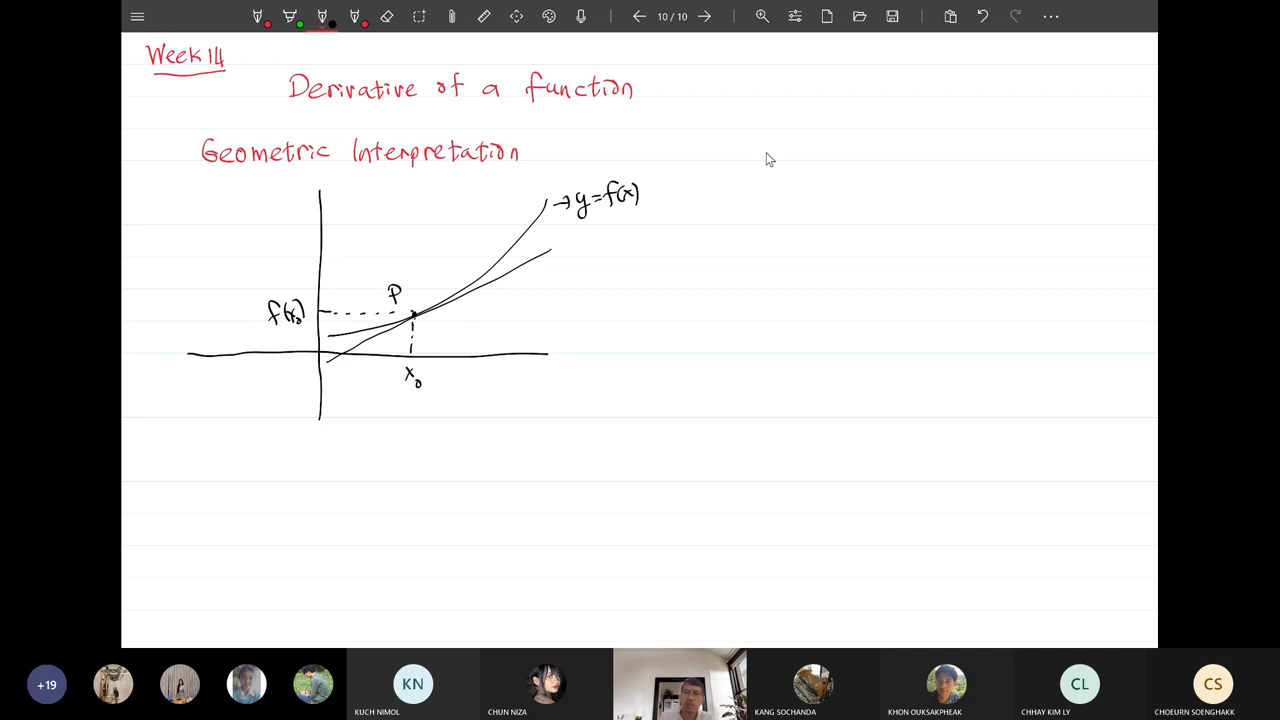 10 / 10
Week 14
Derivative of a function
Geometric Interpretation
→ y = f(x)
P
f(x₀)
x₀
+19
KN
CL
CS
KUCH NIMOL
CHUN NIZA
KANG SOCHANDA
KHON OUKSAKPHEAK
CHHAY KIM LY
CHOEURN SOENGHAKK